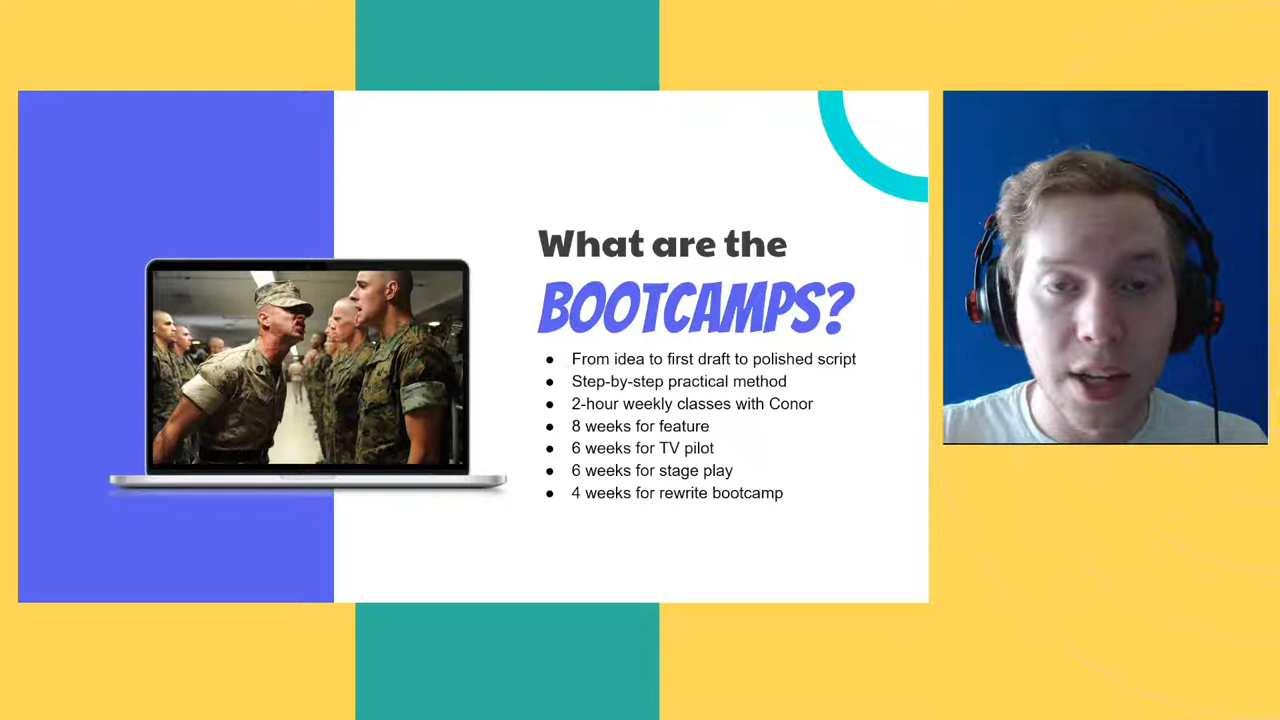 What are the
BOOTCAMPS?
● From idea to first draft to polished script
● Step-by-step practical method
● 2-hour weekly classes with Conor
● 8 weeks for feature
● 6 weeks for TV pilot
● 6 weeks for stage play
● 4 weeks for rewrite bootcamp